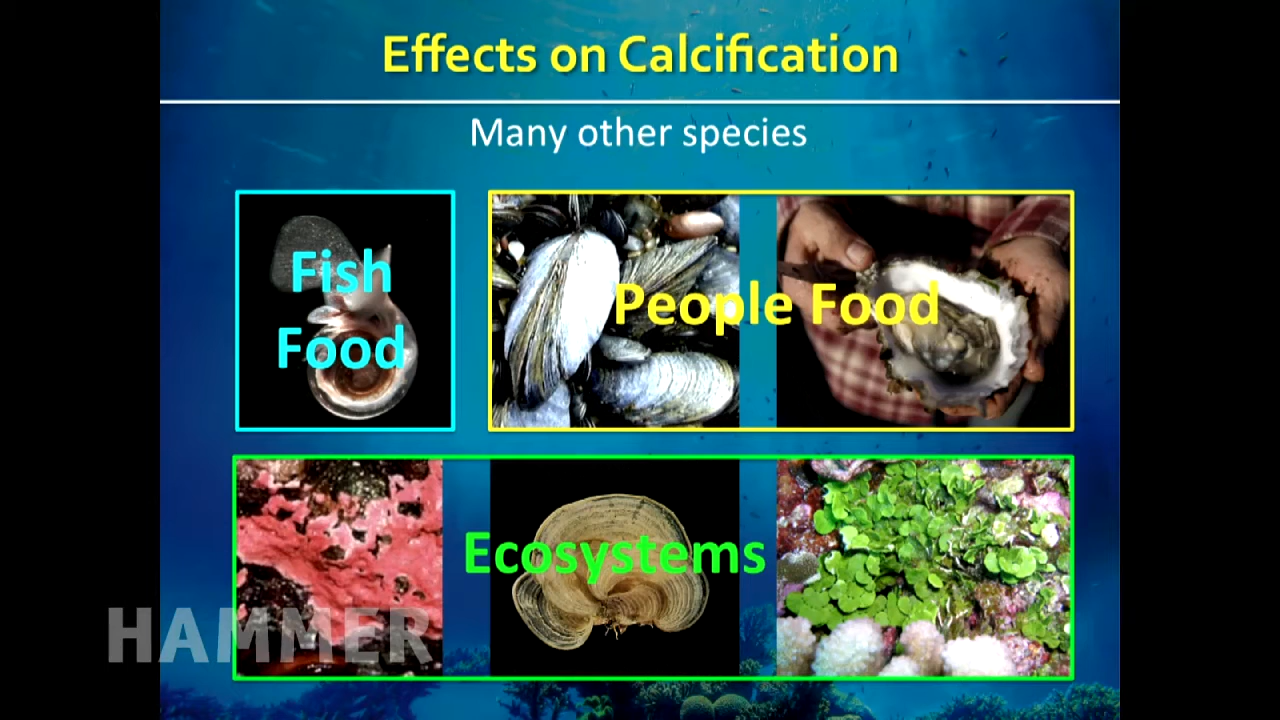 Effects on Calcification
Many other species
Fish
Food
People Food
Ecosystems
HAMMER